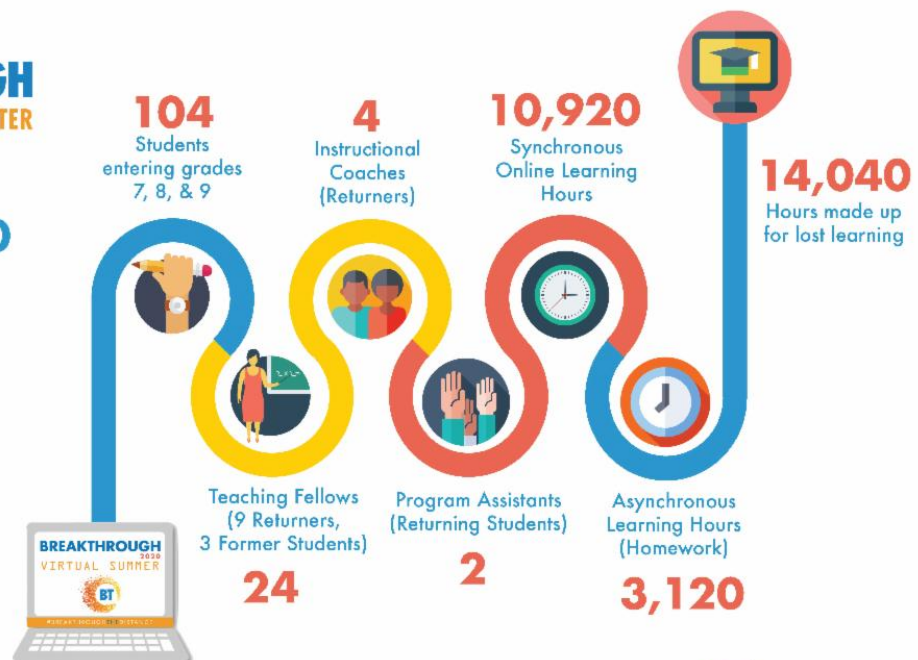 GH
TER
104
Students
entering grades
7, 8, & 9
4
Instructional
Coaches
(Returners)
10,920
Synchronous
Online Learning
Hours
14,040
Hours made up
for lost learning
Teaching Fellows
(9 Returners,
3 Former Students)
24
Program Assistants
(Returning Students)
2
Asynchronous
Learning Hours
(Homework)
3,120
BREAKTHROUGH
2020
VIRTUAL SUMMER
BT